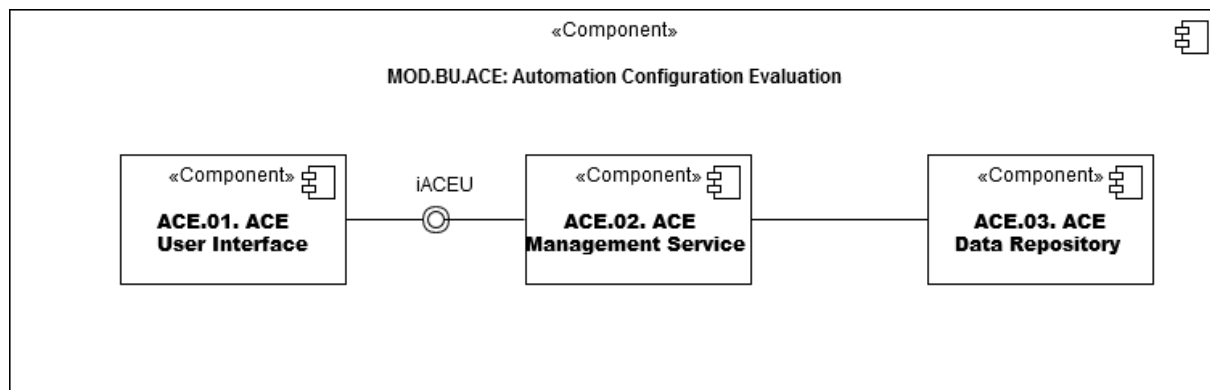 «Component»
MOD.BU.ACE: Automation Configuration Evaluation
«Component»
ACE.01. ACE
User Interface
iACEU
«Component»
ACE.02. ACE
Management Service
«Component»
ACE.03. ACE
Data Repository